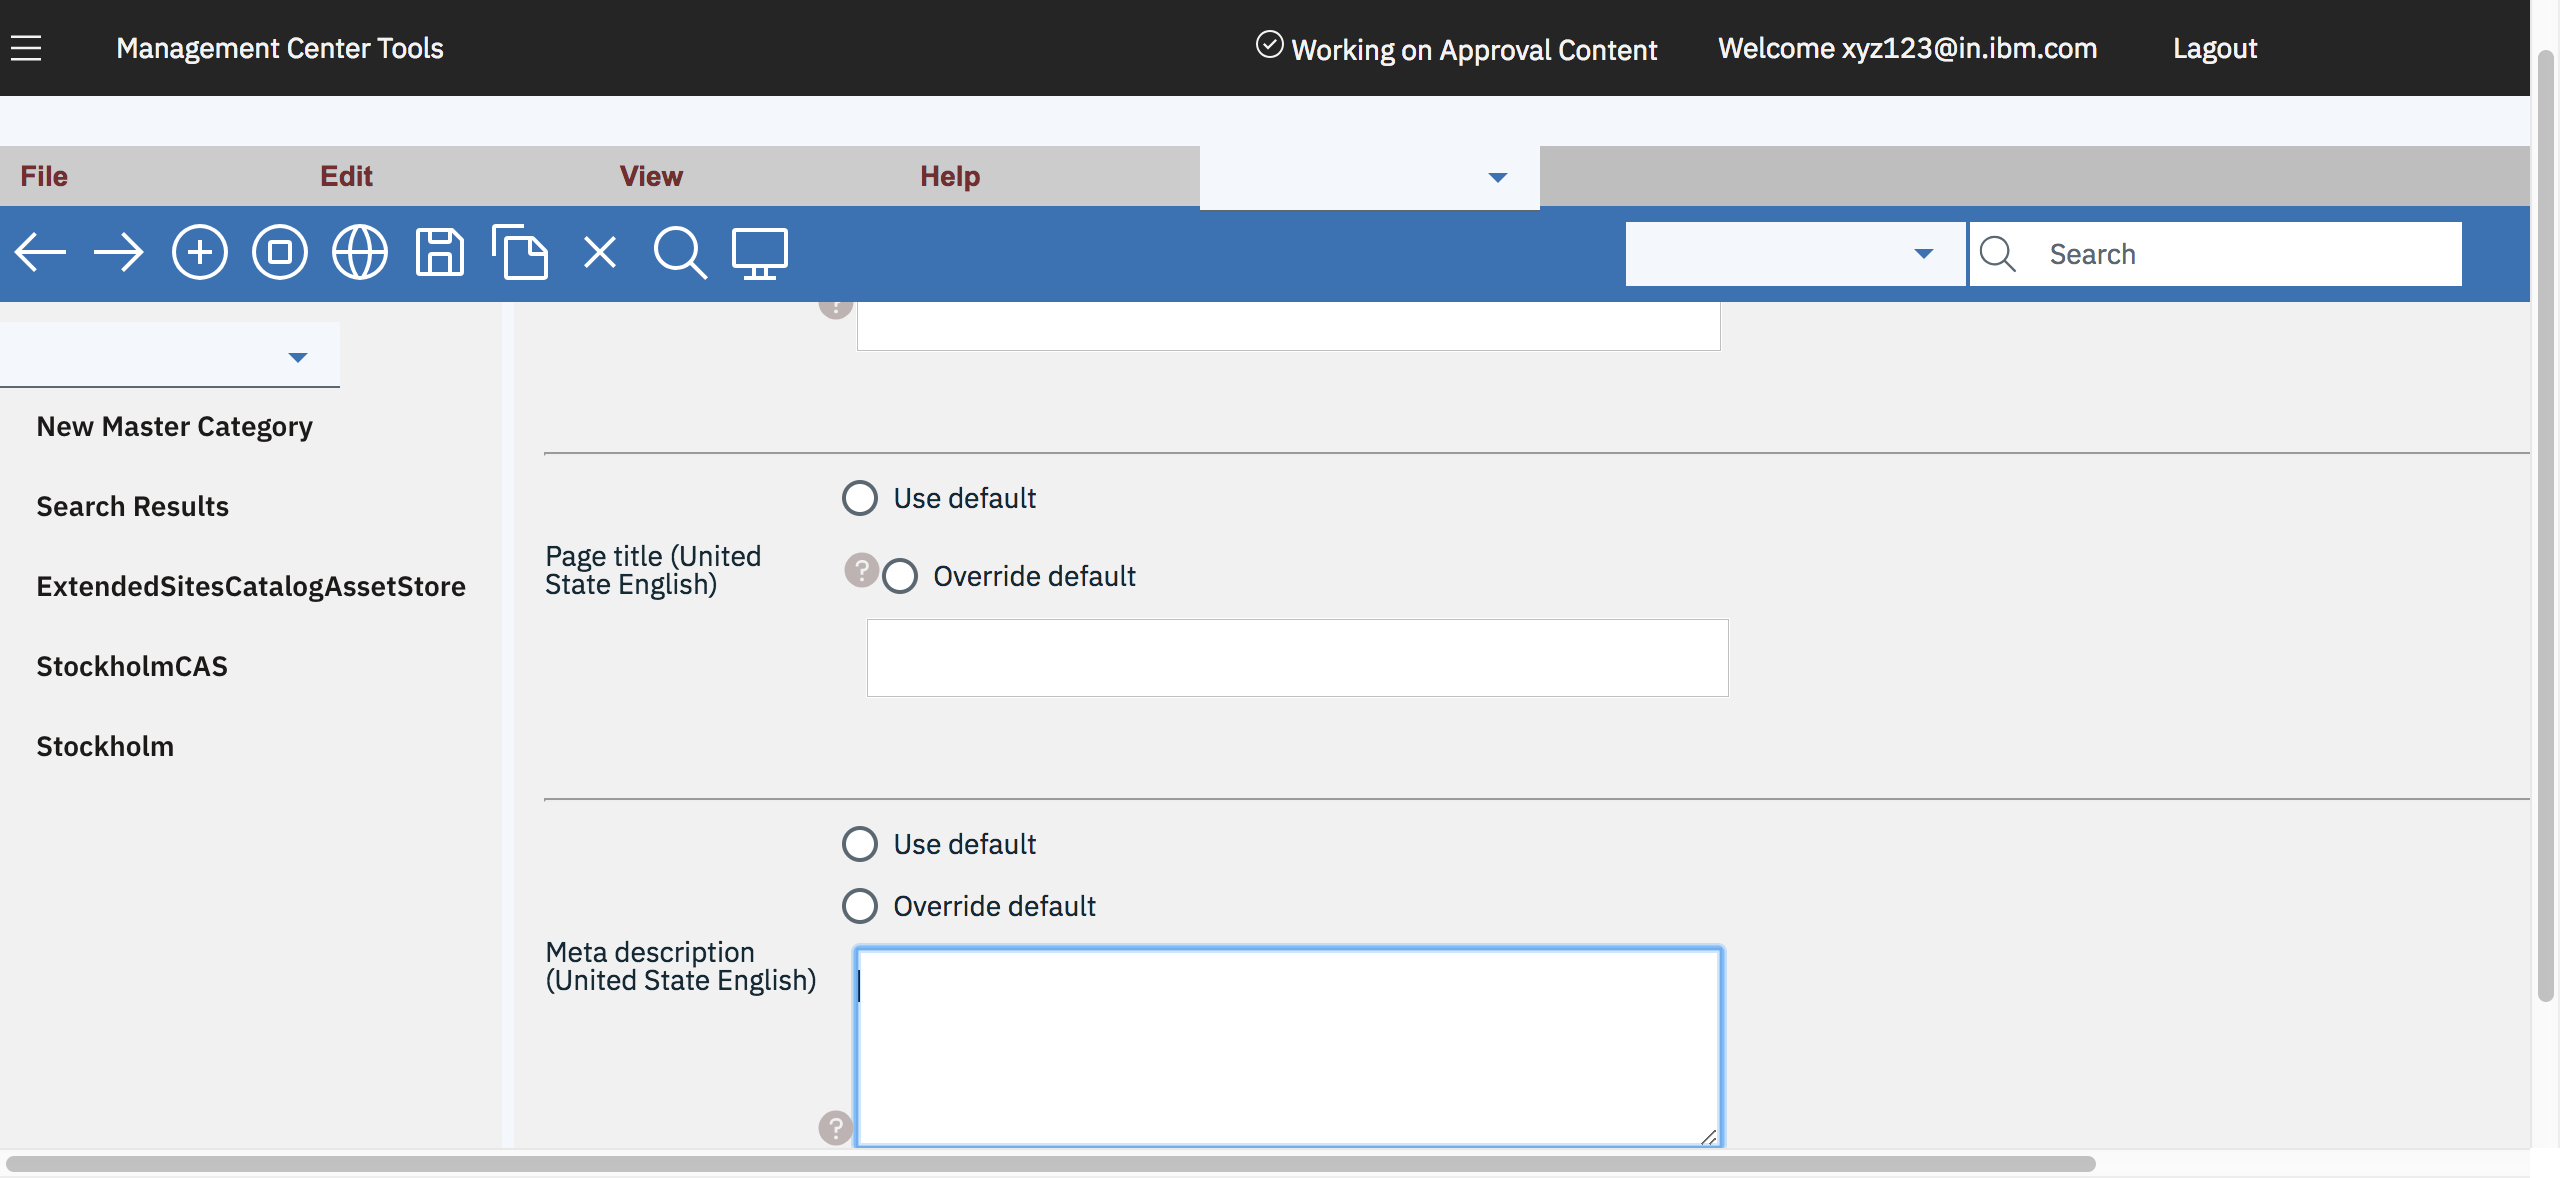 Management Center Tools
Working on Approval Content
Welcome xyz123@in.ibm.com
Lagout
File
Edit
View
Help
Search
New Master Category
Search Results
ExtendedSitesCatalogAssetStore
StockholmCAS
Stockholm
?
Use default
Page title (United
State English)
?
Override default
Use default
Override default
Meta description
(United State English)
?